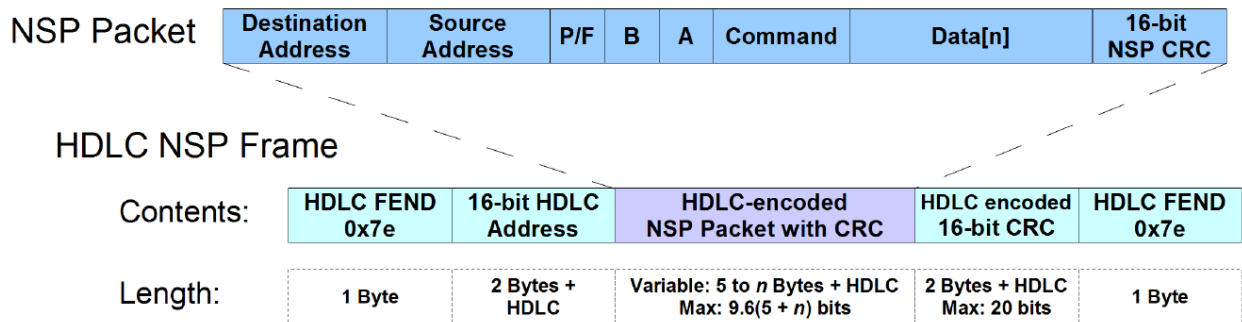 NSP Packet
Destination Address
Source Address
P/F
B
A
Command
Data[n]
16-bit NSP CRC
HDLC NSP Frame
Contents:
HDLC FEND 0x7e
16-bit HDLC Address
HDLC-encoded NSP Packet with CRC
HDLC encoded 16-bit CRC
HDLC FEND 0x7e
Length:
1 Byte
2 Bytes + HDLC
Variable: 5 to n Bytes + HDLC
Max: 9.6(5 + n) bits
2 Bytes + HDLC
Max: 20 bits
1 Byte